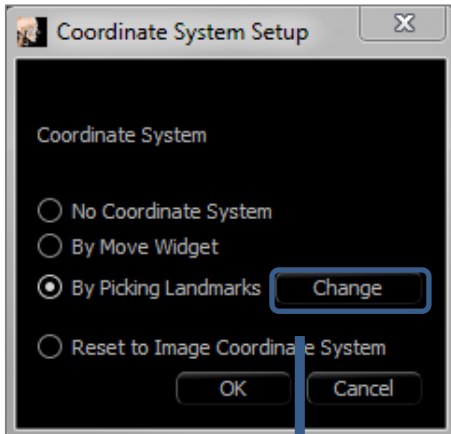 Coordinate System Setup
Coordinate System
No Coordinate System
By Move Widget
By Picking Landmarks Change
Reset to Image Coordinate System
OK Cancel